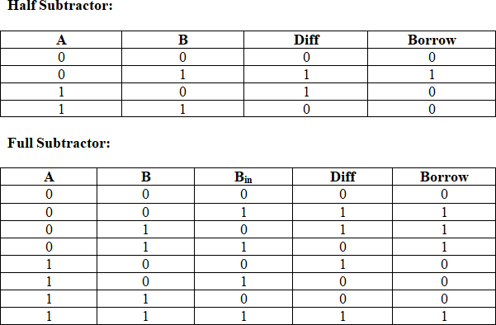 Half Subtractor:
A B Diff Borrow
0 0 0 0
0 1 1 1
1 0 1 0
1 1 0 0
Full Subtractor:
A B Bin Diff Borrow
0 0 0 0 0
0 0 1 1 1
0 1 0 1 1
0 1 1 0 1
1 0 0 1 0
1 0 1 0 0
1 1 0 0 0
1 1 1 1 1